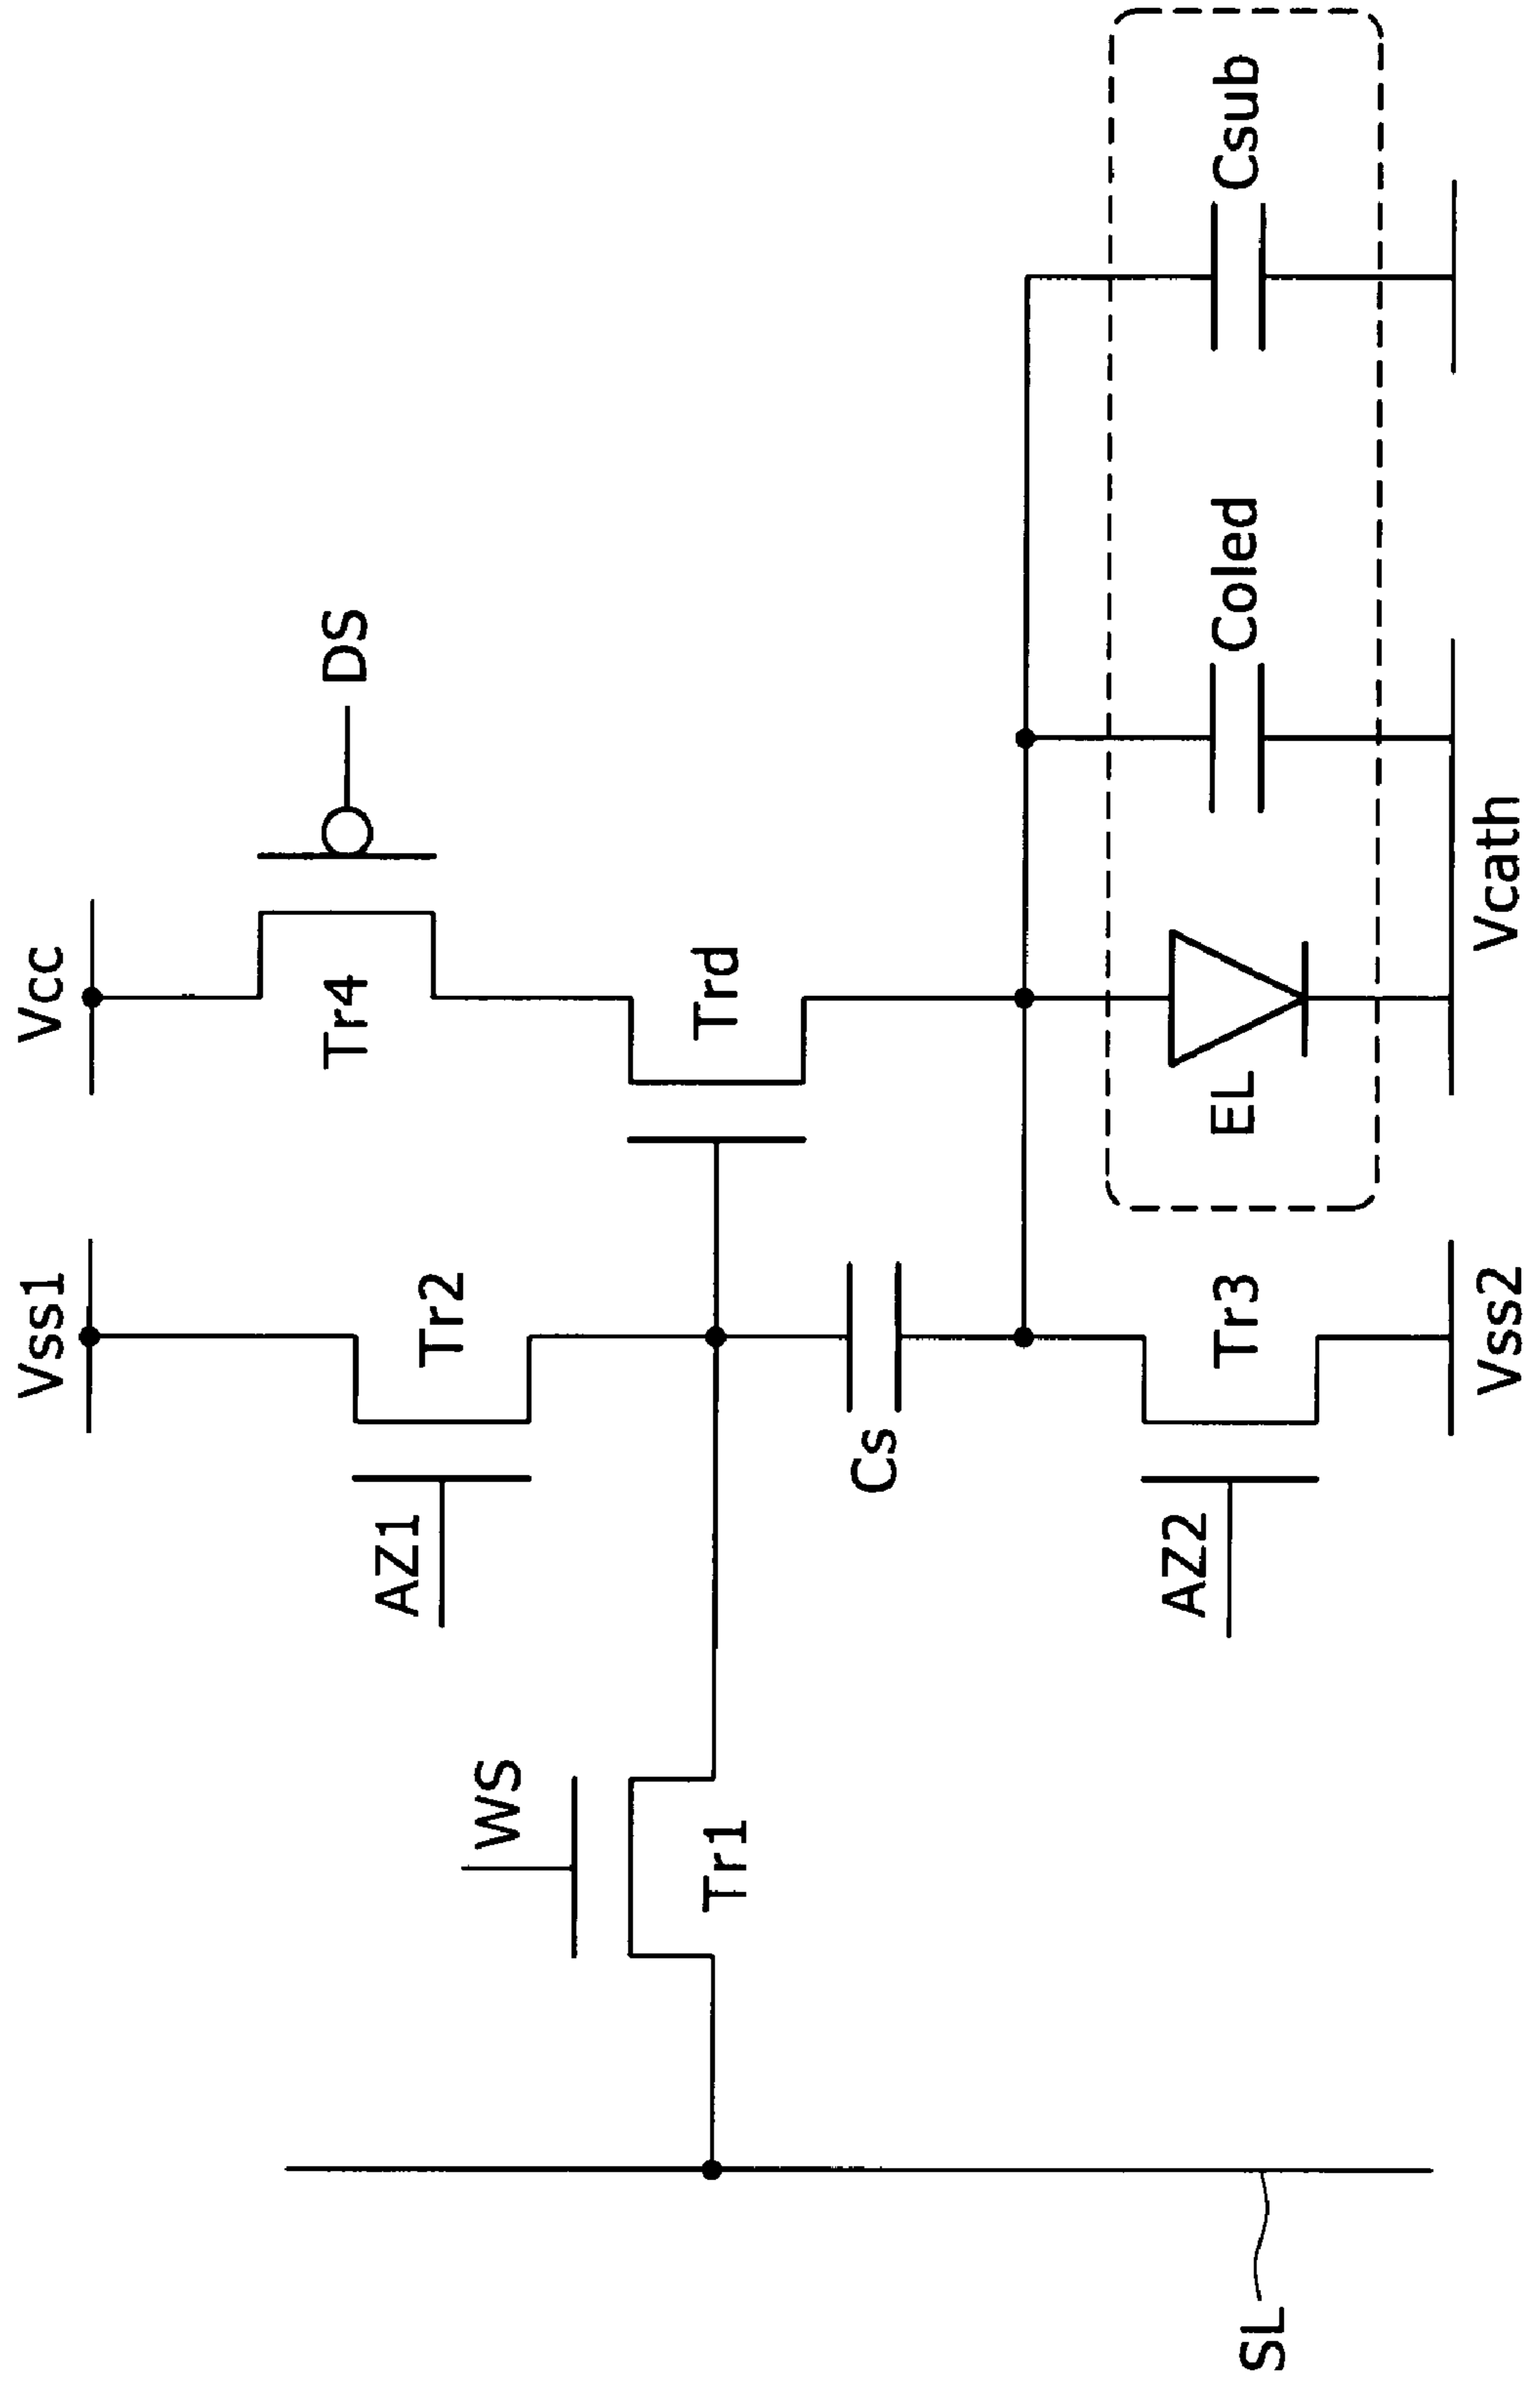 Vss1
Vcc
DS
Tr4
WS
AZ1
Tr2
Trd
Tr1
Cs
AZ2
Tr3
EL
Coled
Csub
SL
Vss2
Vcath